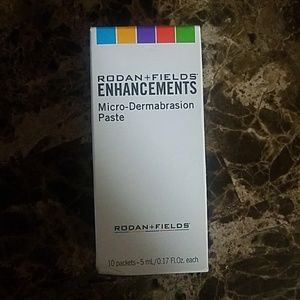 RODAN+FIELDS®
ENHANCEMENTS
Micro-Dermabrasion
Paste
RODAN+FIELDS®
10 packets - 5 mL/0.17 Fl.Oz. each